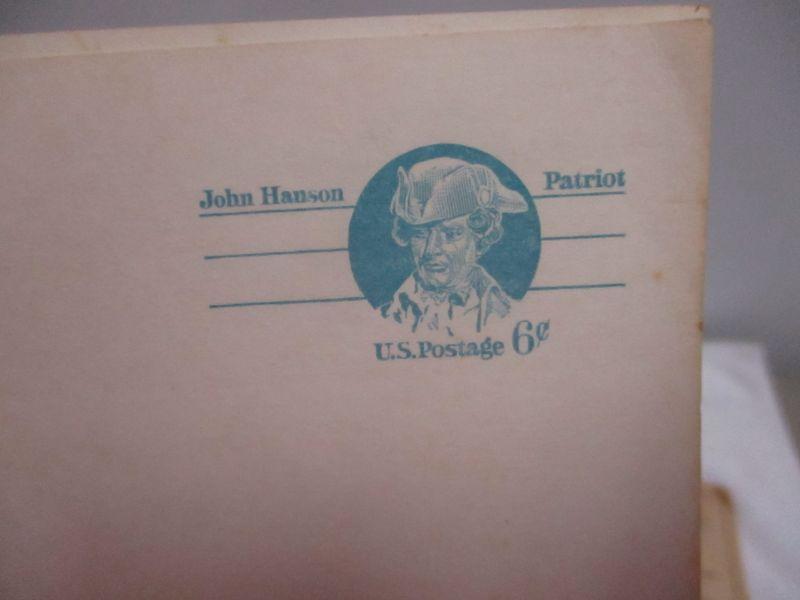 John Hanson Patriot
U.S. Postage 6¢